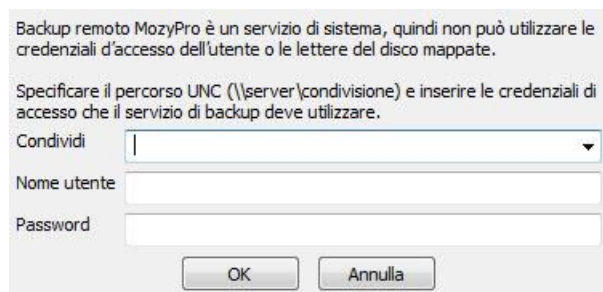 Backup remoto MozyPro è un servizio di sistema, quindi non può utilizzare le
credenziali d'accesso dell'utente o le lettere del disco mappate.
Specificare il percorso UNC (\\server\condivisione) e inserire le credenziali di
accesso che il servizio di backup deve utilizzare.
Condividi
Nome utente
Password
OK Annulla